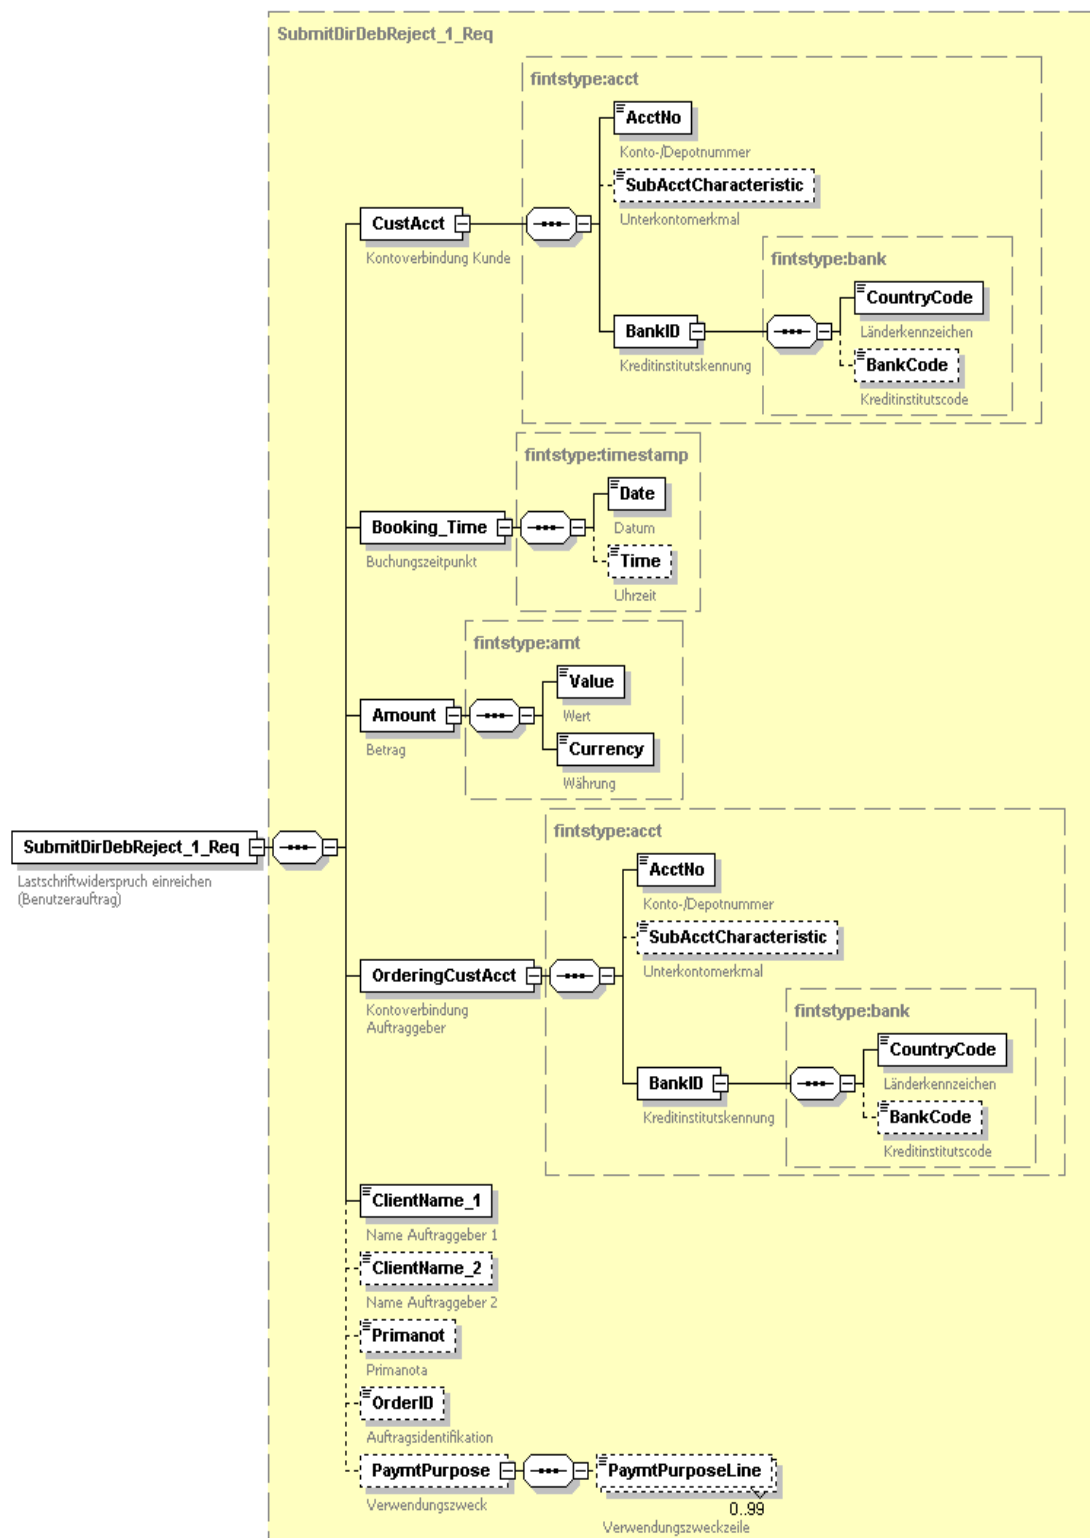 SubmitDirDebReject_1_Req
fintstype:acct
AcctNo
Konto-/Depotnummer
SubAcctCharacteristic
Unterkontomerkmal
CustAcct
Kontoverbindung Kunde
fintstype:bank
CountryCode
Länderkennzeichen
BankID
Kreditinstitutskennung
BankCode
Kreditinstitutscode
fintstype:timestamp
Date
Datum
Booking_Time
Buchungszeitpunkt
Time
Uhrzeit
fintstype:amt
Value
Wert
Amount
Betrag
Currency
Währung
SubmitDirDebReject_1_Req
Lastschriftwiderspruch einreichen
(Benutzerauftrag)
fintstype:acct
AcctNo
Konto-/Depotnummer
SubAcctCharacteristic
Unterkontomerkmal
OrderingCustAcct
Kontoverbindung
Auftraggeber
fintstype:bank
CountryCode
Länderkennzeichen
BankID
Kreditinstitutskennung
BankCode
Kreditinstitutscode
ClientName_1
Name Auftraggeber 1
ClientName_2
Name Auftraggeber 2
Primanot
Primanota
OrderID
Auftragsidentifikation
PaymtPurpose
Verwendungszweck
PaymtPurposeLine
0..99
Verwendungszweckzeile